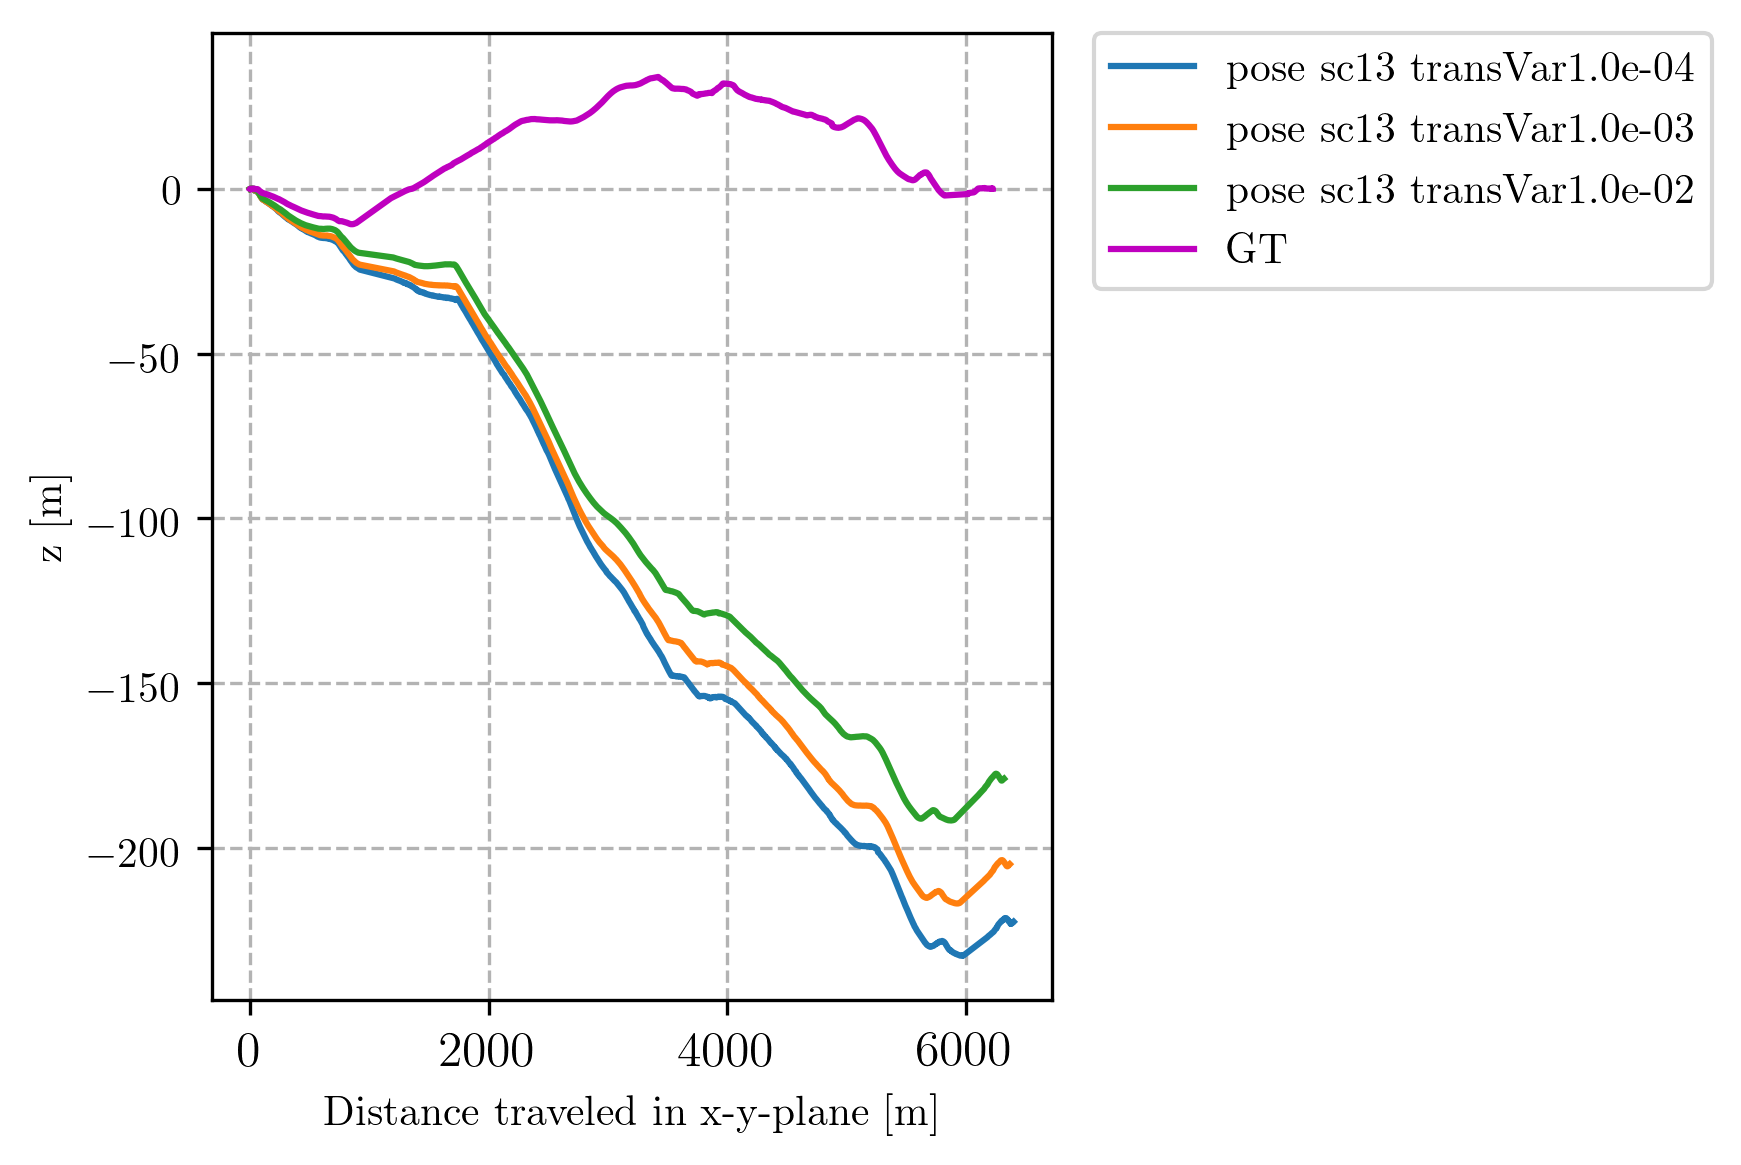 pose sc13 transVar1.0e-04
pose sc13 transVar1.0e-03
pose sc13 transVar1.0e-02
GT
0
−50
−100
−150
−200
z [m]
0 2000 4000 6000
Distance traveled in x-y-plane [m]